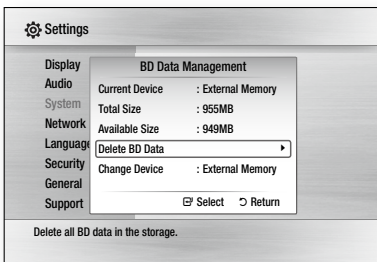 Settings
Display
Audio
System
Network
Language
Security
General
Support
BD Data Management
Current Device : External Memory
Total Size : 955MB
Available Size : 949MB
Delete BD Data
Change Device : External Memory
Select Return
Delete all BD data in the storage.